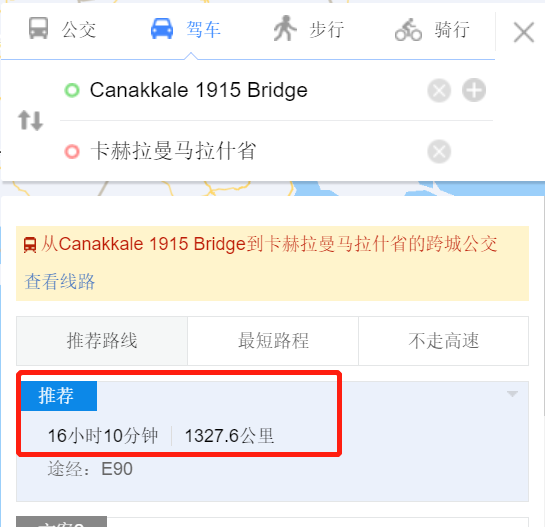 公交 驾车 步行 骑行
Canakkale 1915 Bridge
卡赫拉曼马拉什省
从Canakkale 1915 Bridge到卡赫拉曼马拉什省的跨城公交
查看线路
推荐路线 最短路程 不走高速
推荐
16小时10分钟 1327.6公里
途经：E90